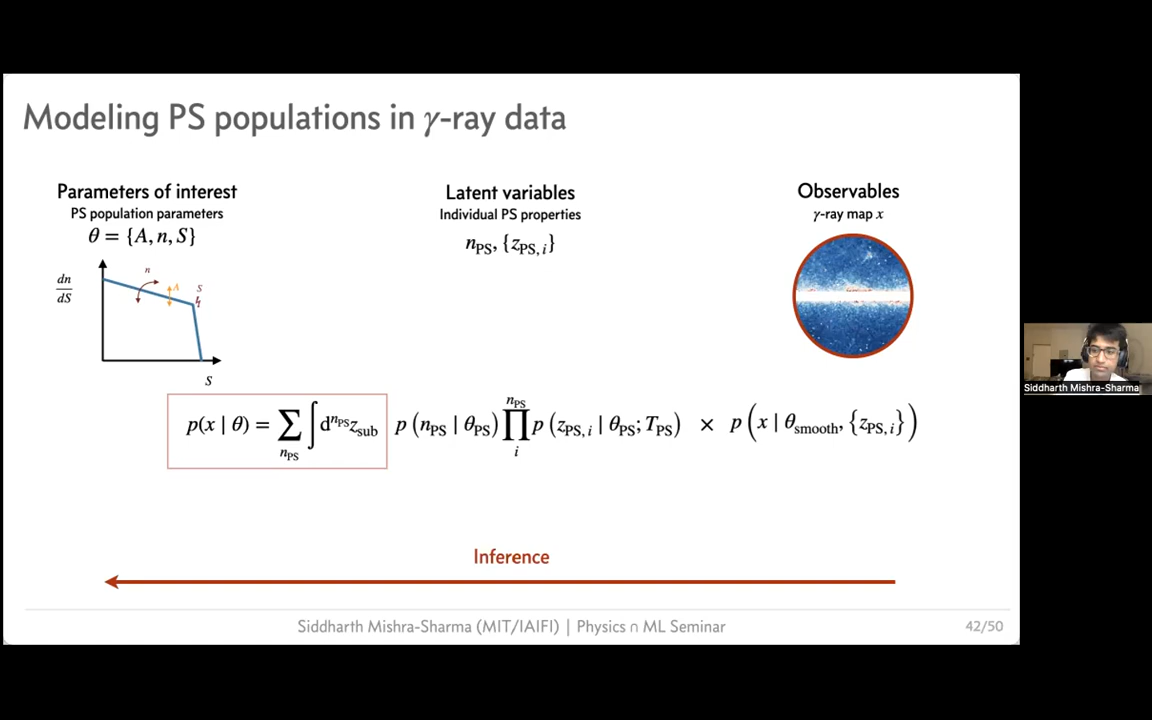 Modeling PS populations in γ-ray data
Parameters of interest
PS population parameters
θ = {A, n, S}
Latent variables
Individual PS properties
n_PS, {z_PS, i}
Observables
γ-ray map x
dn/dS
n
A
S
S
p(x | θ) = ∑_{n_PS} ∫ d^{n_PS} z_sub p (n_PS | θ_PS) ∏_i^{n_PS} p (z_PS, i | θ_PS; T_PS) × p (x | θ_smooth, {z_PS, i})
Inference
Siddharth Mishra-Sharma (MIT/IAIFI) | Physics ∩ ML Seminar
42/50
Siddharth Mishra-Sharma